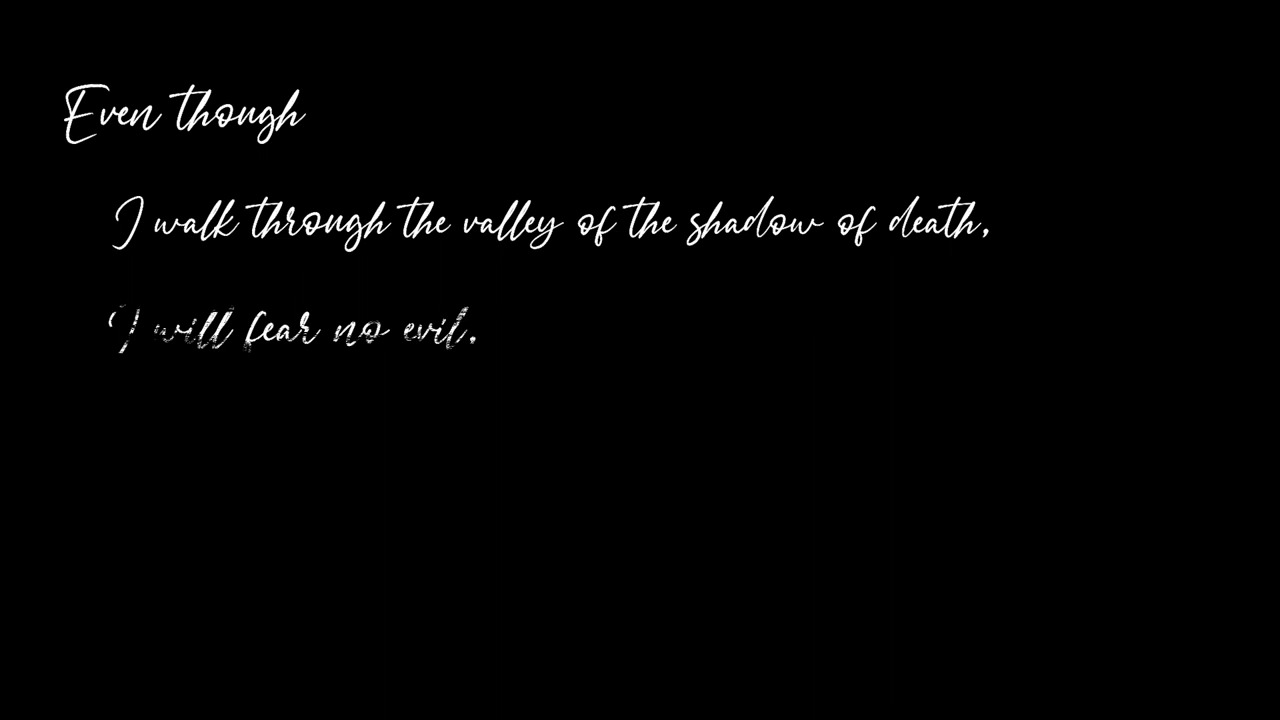 Even though
I walk through the valley of the shadow of death,
I will fear no evil.